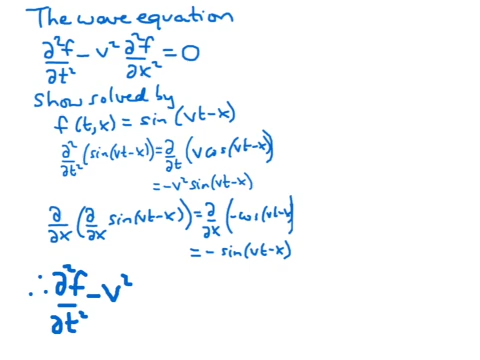 The wave equation
∂²f/∂t² − v² ∂²f/∂x² = 0
Show solved by
f(t,x) = sin(vt−x)
∂²/∂t² (sin(vt−x)) = ∂/∂t (v cos(vt−x))
= −v² sin(vt−x)
∂/∂x (∂/∂x sin(vt−x)) = ∂/∂x (−cos(vt−x))
= − sin(vt−x)
∴ ∂²f/∂t² − v²